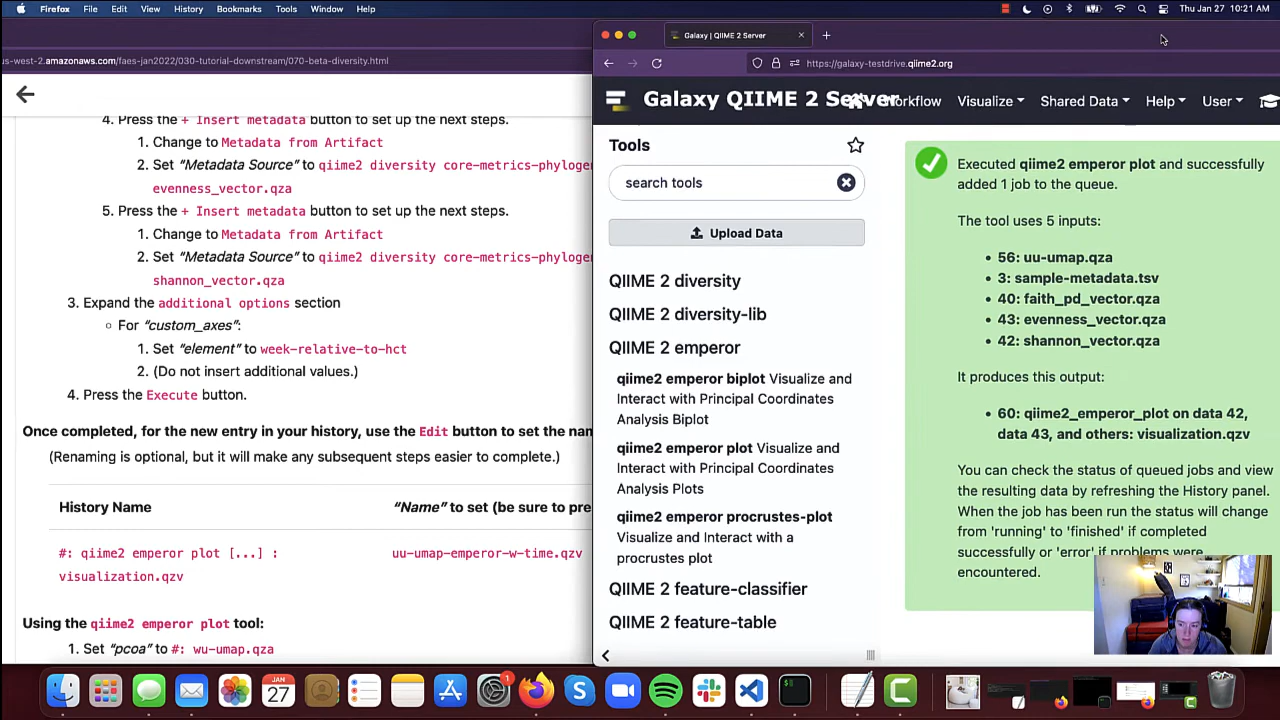 Firefox File Edit View History Bookmarks Tools Window Help
Thu Jan 27 10:21 AM
us-west-2.amazonaws.com/faes-jan2022/030-tutorial-downstream/070-beta-diversity.html
4. Press the + Insert metadata button to set up the next steps.
1. Change to Metadata from Artifact
2. Set “Metadata Source” to qiime2 diversity core-metrics-phylogen
evenness_vector.qza
5. Press the + Insert metadata button to set up the next steps.
1. Change to Metadata from Artifact
2. Set “Metadata Source” to qiime2 diversity core-metrics-phylogen
shannon_vector.qza
3. Expand the additional options section
For “custom_axes”:
1. Set “element” to week-relative-to-hct
2. (Do not insert additional values.)
4. Press the Execute button.
Once completed, for the new entry in your history, use the Edit button to set the nam
(Renaming is optional, but it will make any subsequent steps easier to complete.)
History Name
“Name” to set (be sure to pre
#: qiime2 emperor plot [...] :
visualization.qzv
uu-umap-emperor-w-time.qzv
Using the qiime2 emperor plot tool:
1. Set “pcoa” to #: wu-umap.qza
Galaxy | QIIME 2 Server
https://galaxy-testdrive.qiime2.org
Galaxy QIIME 2 Server
Workflow Visualize Shared Data Help User
Tools
search tools
Upload Data
QIIME 2 diversity
QIIME 2 diversity-lib
QIIME 2 emperor
qiime2 emperor biplot Visualize and
Interact with Principal Coordinates
Analysis Biplot
qiime2 emperor plot Visualize and
Interact with Principal Coordinates
Analysis Plots
qiime2 emperor procrustes-plot
Visualize and Interact with a
procrustes plot
QIIME 2 feature-classifier
QIIME 2 feature-table
Executed qiime2 emperor plot and successfully
added 1 job to the queue.
The tool uses 5 inputs:
56: uu-umap.qza
3: sample-metadata.tsv
40: faith_pd_vector.qza
43: evenness_vector.qza
42: shannon_vector.qza
It produces this output:
60: qiime2_emperor_plot on data 42,
data 43, and others: visualization.qzv
You can check the status of queued jobs and view
the resulting data by refreshing the History panel.
When the job has been run the status will change
from 'running' to 'finished' if completed
successfully or 'error' if problems were
encountered.
JAN
27
1